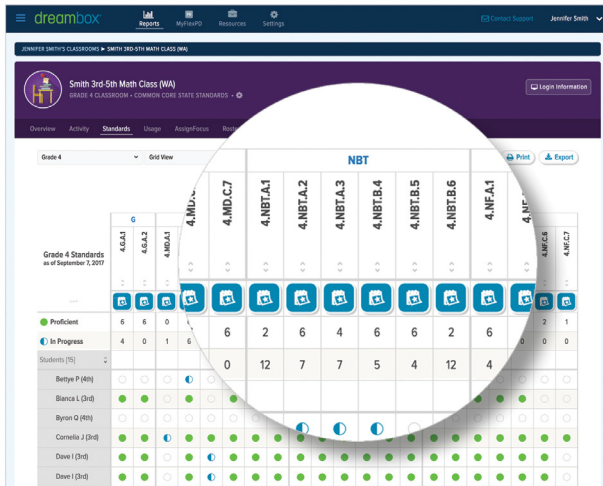 dreambox
Reports
MyFlexPD
Resources
Settings
Contact Support
Jennifer Smith
JENNIFER SMITH'S CLASSROOMS ► SMITH 3RD-5TH MATH CLASS (WA)
Smith 3rd-5th Math Class (WA)
GRADE 4 CLASSROOM • COMMON CORE STATE STANDARDS •
Login Information
Overview Activity Standards Usage AssignFocus
Grade 4 Grid View
Print Export
G NBT
4.G.A.1 4.G.A.2 4.MD.A.1 4.MD.C.7 4.NBT.A.1 4.NBT.A.2 4.NBT.A.3 4.NBT.B.4 4.NBT.B.5 4.NBT.B.6 4.NF.A.1 4.NF.C.6 4.NF.C.7
Grade 4 Standards
as of September 7, 2017
Proficient 6 6 0 6 2 6 4 6 6 2 6 2 1
In Progress 4 0 1 6 0 12 7 7 5 4 12 4 0 0 0
Students [15]
Bettye P (4th)
Bianca L (3rd)
Byron Q (4th)
Cornelia J (3rd)
Dave I (3rd)
Dave I (3rd)